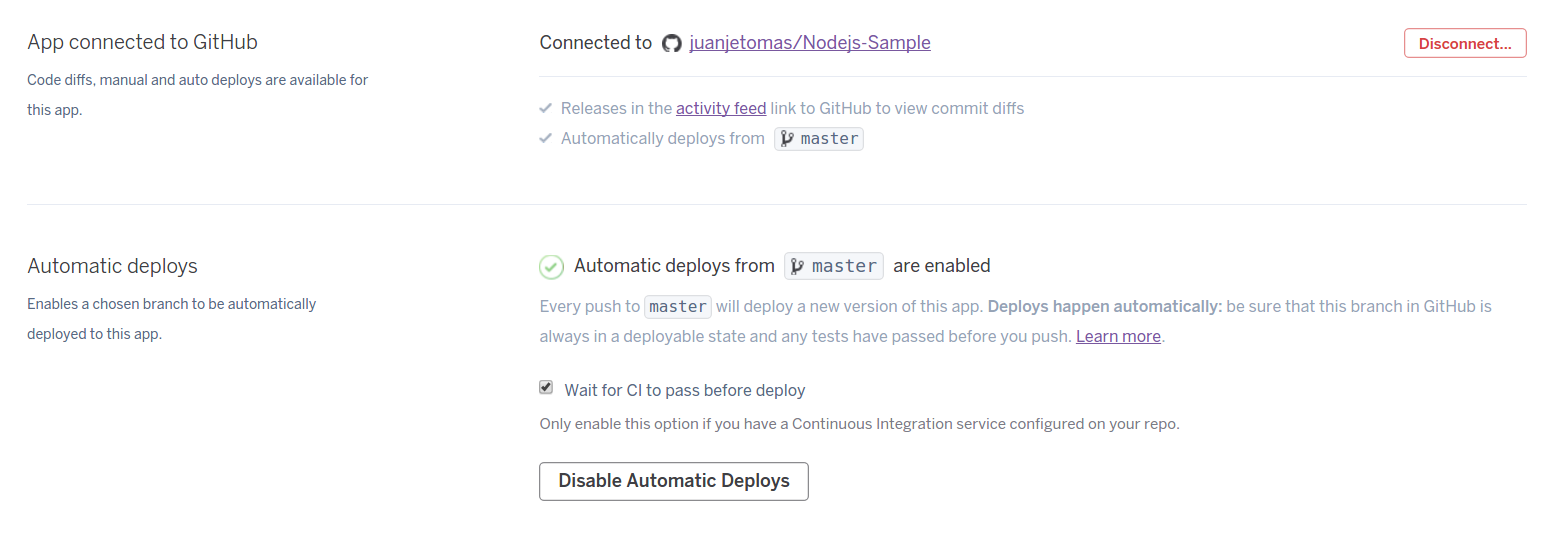 App connected to GitHub
Code diffs, manual and auto deploys are available for
this app.
Connected to juanjetomas/Nodejs-Sample
Disconnect...
Releases in the activity feed link to GitHub to view commit diffs
Automatically deploys from master
Automatic deploys
Enables a chosen branch to be automatically
deployed to this app.
Automatic deploys from master are enabled
Every push to master will deploy a new version of this app. Deploys happen automatically: be sure that this branch in GitHub is
always in a deployable state and any tests have passed before you push. Learn more.
Wait for CI to pass before deploy
Only enable this option if you have a Continuous Integration service configured on your repo.
Disable Automatic Deploys